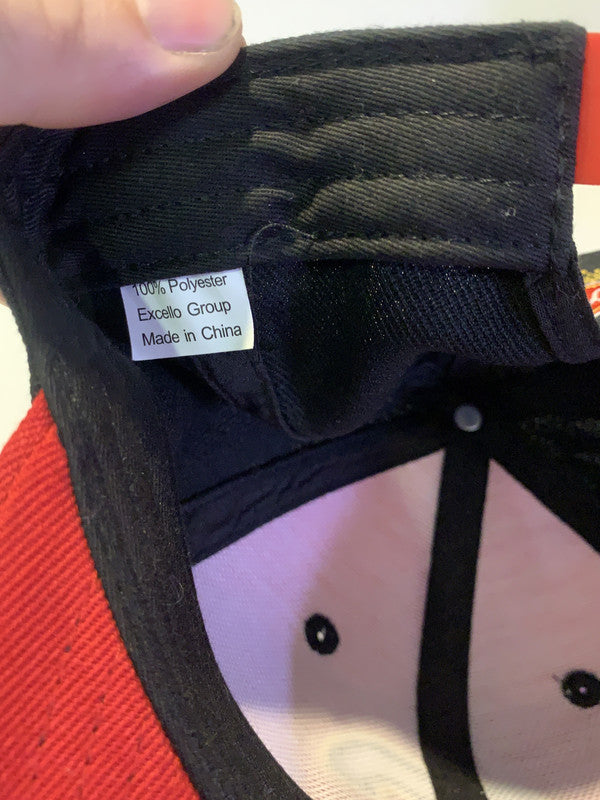 100% Polyester
Excello Group
Made in China